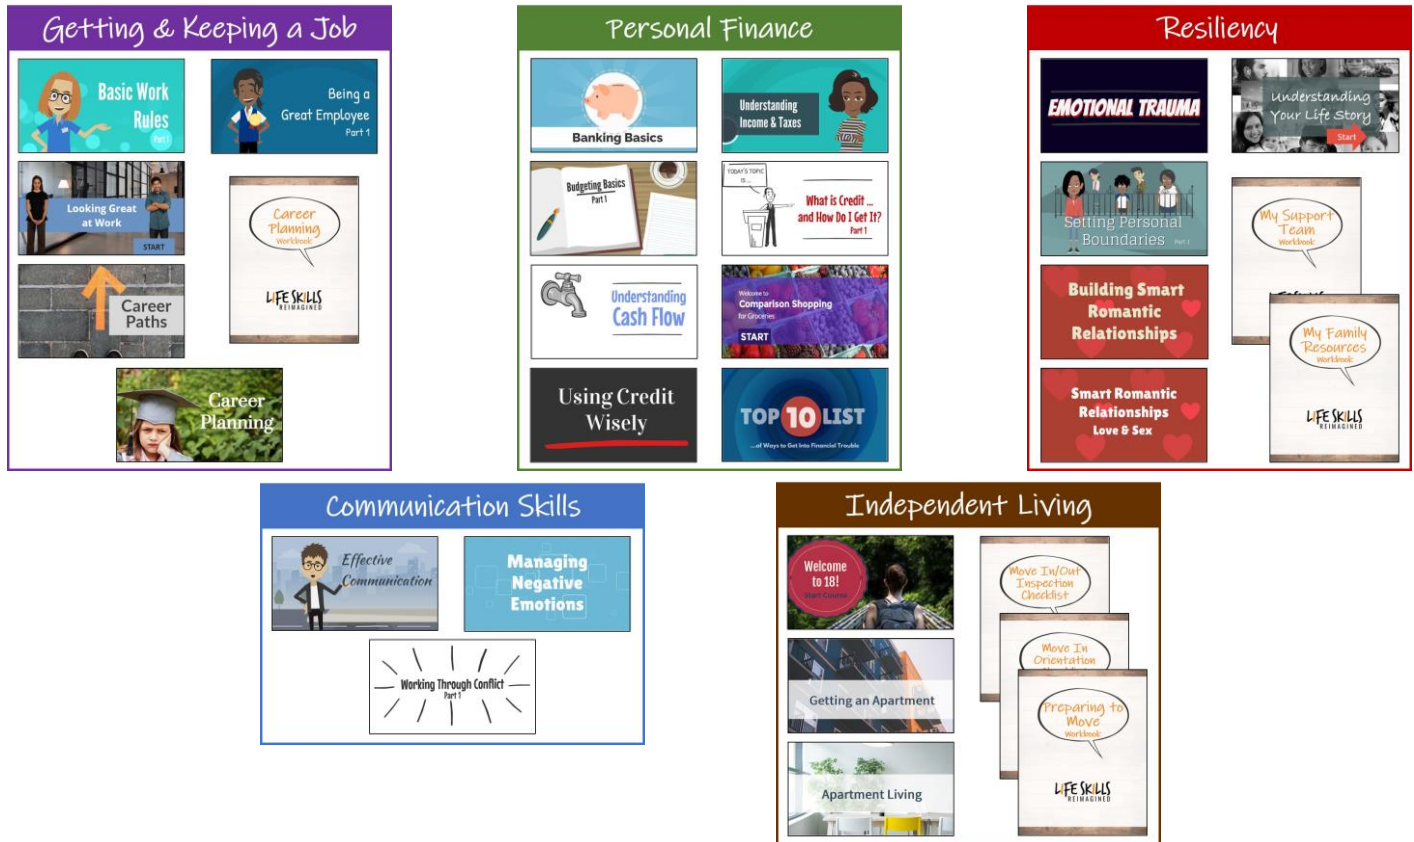 Getting & Keeping a Job
Basic Work
Rules
Part 1
Being a
Great Employee
Part 1
Looking Great
at Work
START
Career
Planning
Workbook
LIFE SKILLS
REIMAGINED
Career
Paths
Career
Planning
Personal Finance
Banking Basics
Understanding
Income & Taxes
Budgeting Basics
Part 1
TODAY'S TOPIC
IS ...
What is Credit ...
and How Do I Get It?
Part 1
Understanding
Cash Flow
Welcome to
Comparison Shopping
for Groceries
START
Using Credit
Wisely
TOP 10 LIST
...of Ways to Get Into Financial Trouble
Resiliency
EMOTIONAL TRAUMA
Understanding
Your Life Story
Start
Setting Personal
Boundaries Part 1
My Support
Team
Workbook
Building Smart
Romantic
Relationships
My Family
Resources
Workbook
LIFE SKILLS
REIMAGINED
Smart Romantic
Relationships
Love & Sex
Communication Skills
Effective
Communication
Managing
Negative
Emotions
Working Through Conflict
Part 1
Independent Living
Welcome
to 18!
Start Course
Move In/Out
Inspection
Checklist
Getting an Apartment
Move In
Orientation
Preparing to
Move
Workbook
LIFE SKILLS
REIMAGINED
Apartment Living